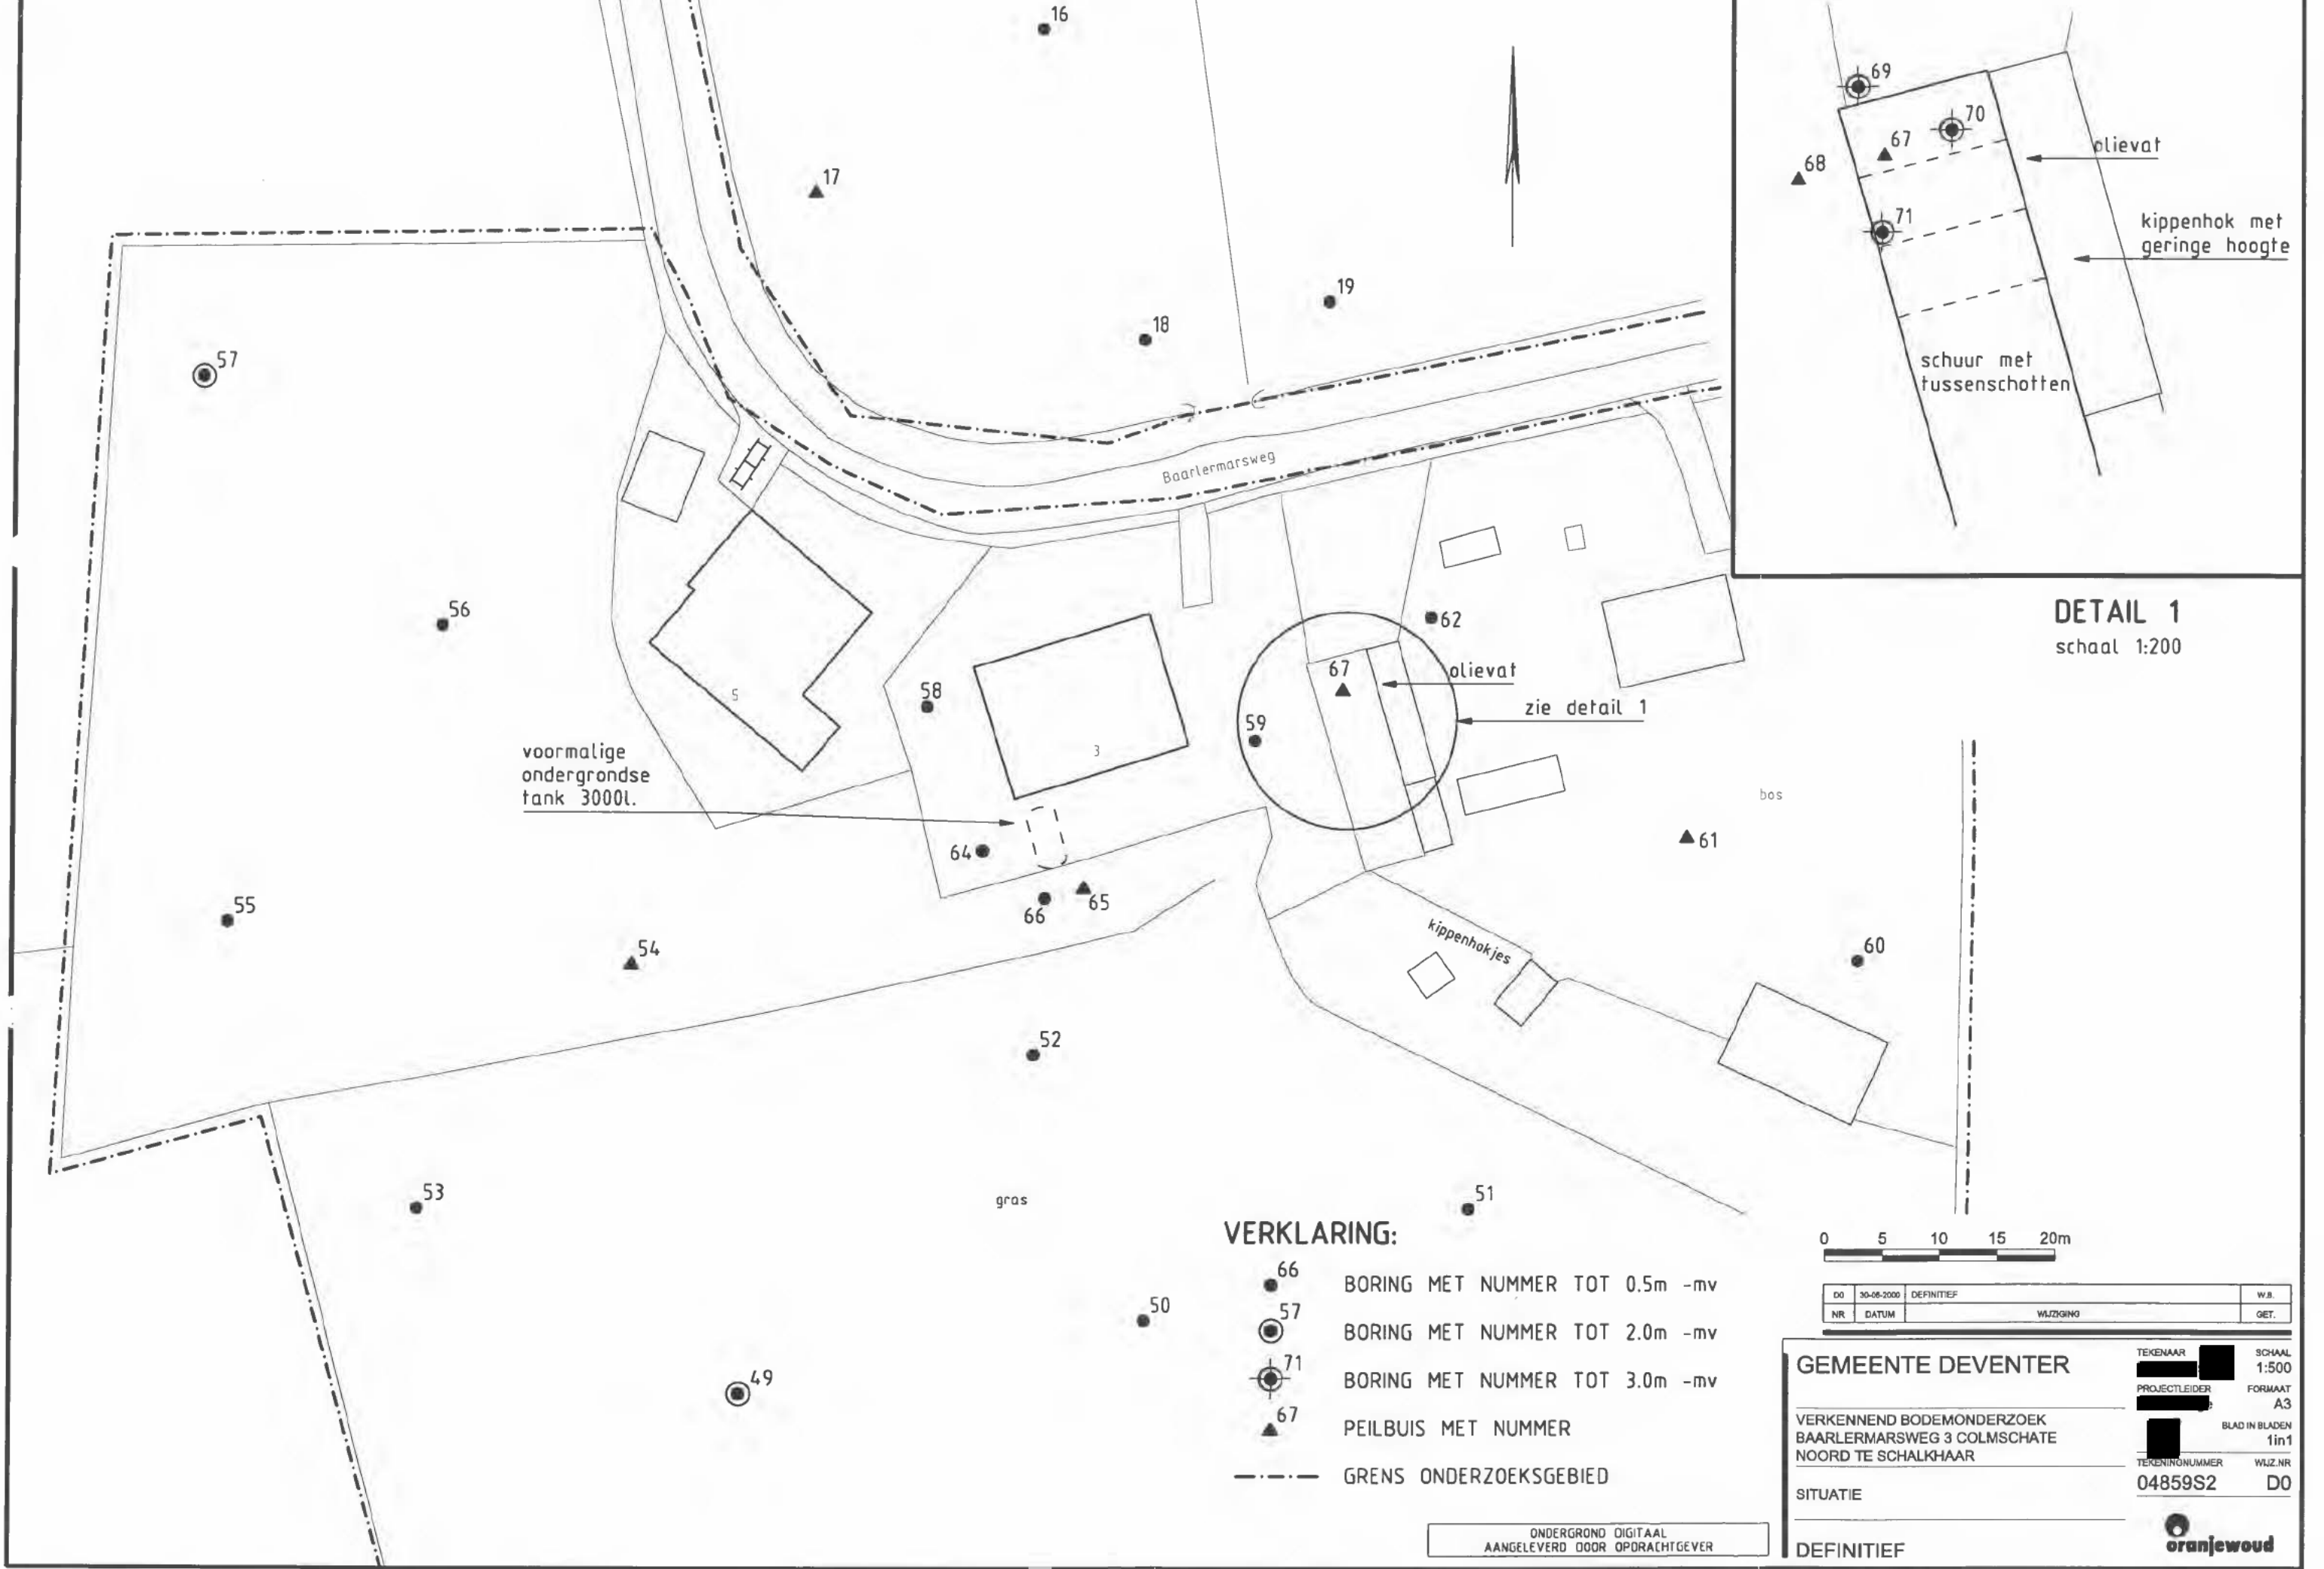 16
17
18
19
57
56
55
54
53
52
51
50
49
58
59
62
67
64
66
65
61
60
5
3
Baarlermarsweg
voormalige
ondergrondse
tank 3000l.
olievat
zie detail 1
bos
kippenhokjes
gras
69
70
67
68
71
olievat
kippenhok met
geringe hoogte
schuur met
tussenschotten
DETAIL 1
schaal 1:200
VERKLARING:
66 BORING MET NUMMER TOT 0.5m -mv
57 BORING MET NUMMER TOT 2.0m -mv
71 BORING MET NUMMER TOT 3.0m -mv
67 PEILBUIS MET NUMMER
GRENS ONDERZOEKSGEBIED
0 5 10 15 20m
D0 30-06-2000 DEFINITIEF W.B.
NR DATUM WIJZIGING GET.
GEMEENTE DEVENTER
VERKENNEND BODEMONDERZOEK
BAARLERMARSWEG 3 COLMSCHATE
NOORD TE SCHALKHAAR
SITUATIE
DEFINITIEF
TEKENAAR SCHAAL
1:500
PROJECTLEIDER FORMAAT
A3
BLAD IN BLADEN
1in1
TEKENINGNUMMER WIJZ.NR
04859S2 D0
oranjewoud
ONDERGROND DIGITAAL
AANGELEVERD DOOR OPDRACHTGEVER